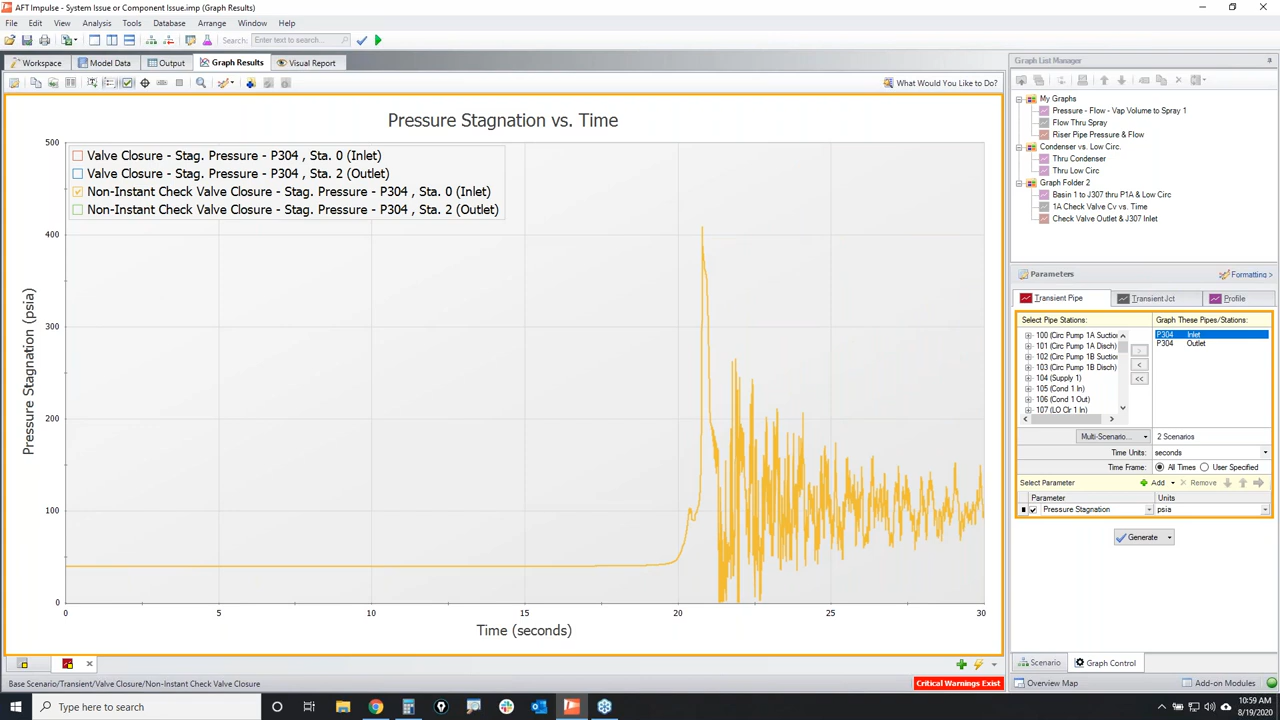 AFT Impulse - System Issue or Component Issue.imp (Graph Results)
File Edit View Analysis Tools Database Arrange Window Help
Search: Enter text to search...
Workspace Model Data Output Graph Results Visual Report
What Would You Like to Do?
Pressure Stagnation vs. Time
Valve Closure - Stag. Pressure - P304 , Sta. 0 (Inlet)
Valve Closure - Stag. Pressure - P304 , Sta. 2 (Outlet)
Non-Instant Check Valve Closure - Stag. Pressure - P304 , Sta. 0 (Inlet)
Non-Instant Check Valve Closure - Stag. Pressure - P304 , Sta. 2 (Outlet)
500
400
300
200
100
0
Pressure Stagnation (psia)
0 5 10 15 20 25 30
Time (seconds)
Graph List Manager
My Graphs
Pressure - Flow - Vap Volume to Spray 1
Flow Thru Spray
Riser Pipe Pressure & Flow
Condenser vs. Low Circ.
Thru Condenser
Thru Low Circ
Graph Folder 2
Basin 1 to J307 thru P1A & Low Circ
1A Check Valve Cv vs. Time
Check Valve Outlet & J307 Inlet
Parameters Formatting >
Transient Pipe Transient Jct Profile
Select Pipe Stations: Graph These Pipes/Stations:
100 (Circ Pump 1A Suction
101 (Circ Pump 1A Disch)
102 (Circ Pump 1B Suction
103 (Circ Pump 1B Disch)
104 (Supply 1)
105 (Cond 1 In)
106 (Cond 1 Out)
107 (LO Clr 1 In)
P304 Inlet
P304 Outlet
> < <<
Multi-Scenario... 2 Scenarios
Time Units: seconds
Time Frame: All Times User Specified
Select Parameter Add Remove
Parameter Units
Pressure Stagnation psia
Generate
Scenario Graph Control
Base Scenario/Transient/Valve Closure/Non-Instant Check Valve Closure
Critical Warnings Exist
Overview Map Add-on Modules
Type here to search
10:59 AM
8/19/2020